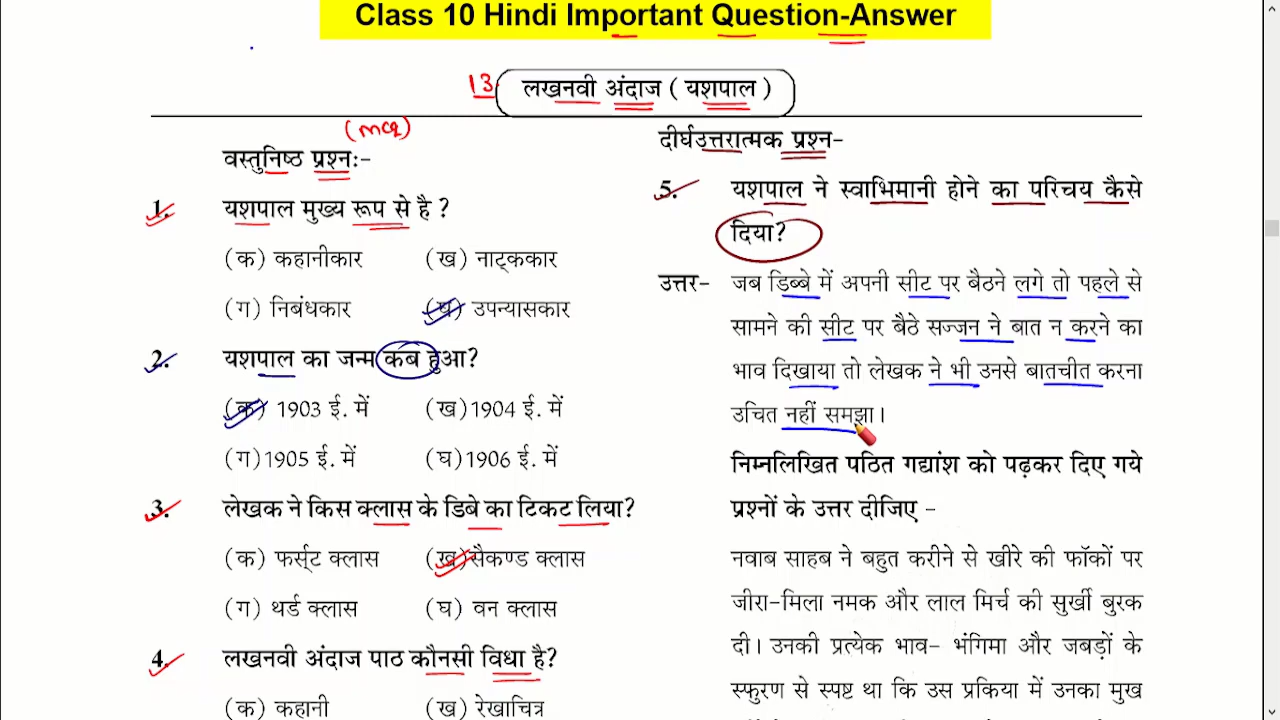 Class 10 Hindi Important Question-Answer
13 लखनवी अंदाज ( यशपाल )
(mcq)
वस्तुनिष्ठ प्रश्नः-
1. यशपाल मुख्य रूप से है ?
(क) कहानीकार (ख) नाट्ककार
(ग) निबंधकार (घ) उपन्यासकार
2. यशपाल का जन्म कब हुआ?
(क) 1903 ई. में (ख) 1904 ई. में
(ग) 1905 ई. में (घ) 1906 ई. में
3. लेखक ने किस क्लास के डिबे का टिकट लिया?
(क) फर्स्ट क्लास (ख) सैकण्ड क्लास
(ग) थर्ड क्लास (घ) वन क्लास
4. लखनवी अंदाज पाठ कौनसी विधा है?
(क) कहानी (ख) रेखाचित्र
दीर्घउत्तरात्मक प्रश्न-
5. यशपाल ने स्वाभिमानी होने का परिचय कैसे
दिया?
उत्तर- जब डिब्बे में अपनी सीट पर बैठने लगे तो पहले से
सामने की सीट पर बैठे सज्जन ने बात न करने का
भाव दिखाया तो लेखक ने भी उनसे बातचीत करना
उचित नहीं समझा।
निम्नलिखित पठित गद्यांश को पढ़कर दिए गये
प्रश्नों के उत्तर दीजिए -
नवाब साहब ने बहुत करीने से खीरे की फॉकों पर
जीरा-मिला नमक और लाल मिर्च की सुर्खी बुरक
दी। उनकी प्रत्येक भाव- भंगिमा और जबड़ों के
स्फुरण से स्पष्ट था कि उस प्रकिया में उनका मुख